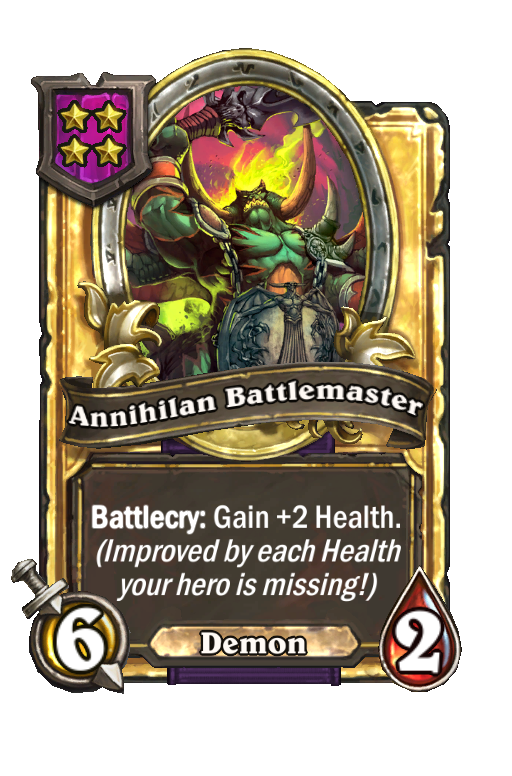 Annihilan Battlemaster
Battlecry: Gain +2 Health.
(Improved by each Health
your hero is missing!)
6
Demon
2